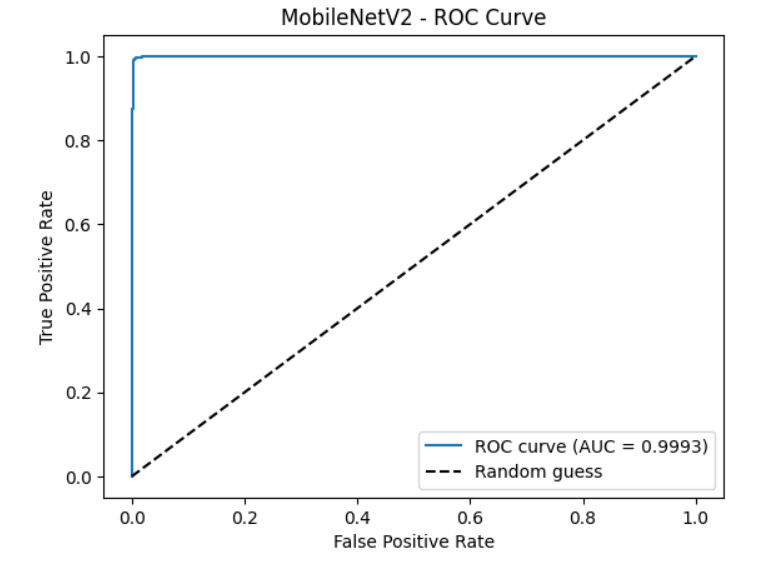 MobileNetV2 - ROC Curve
1.0
0.8
0.6
0.4
0.2
0.0
True Positive Rate
ROC curve (AUC = 0.9993)
Random guess
0.0 0.2 0.4 0.6 0.8 1.0
False Positive Rate